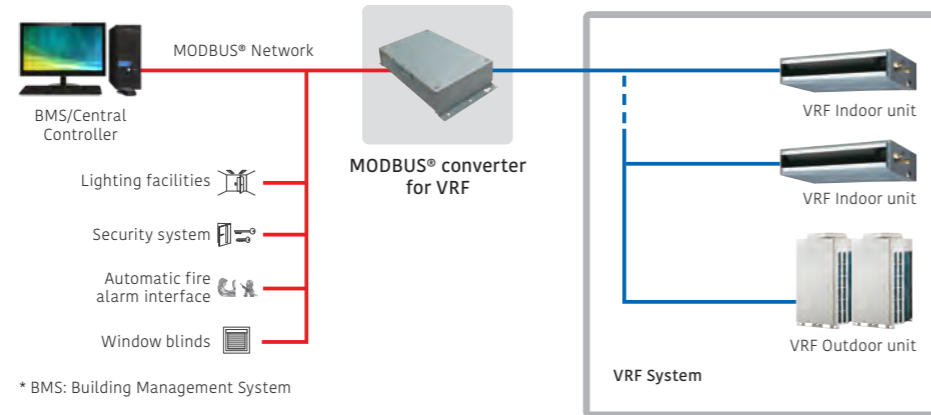 MODBUS® Network
BMS/Central
Controller
MODBUS® converter
for VRF
Lighting facilities
Security system
Automatic fire
alarm interface
Window blinds
* BMS: Building Management System
VRF Indoor unit
VRF Indoor unit
VRF Outdoor unit
VRF System